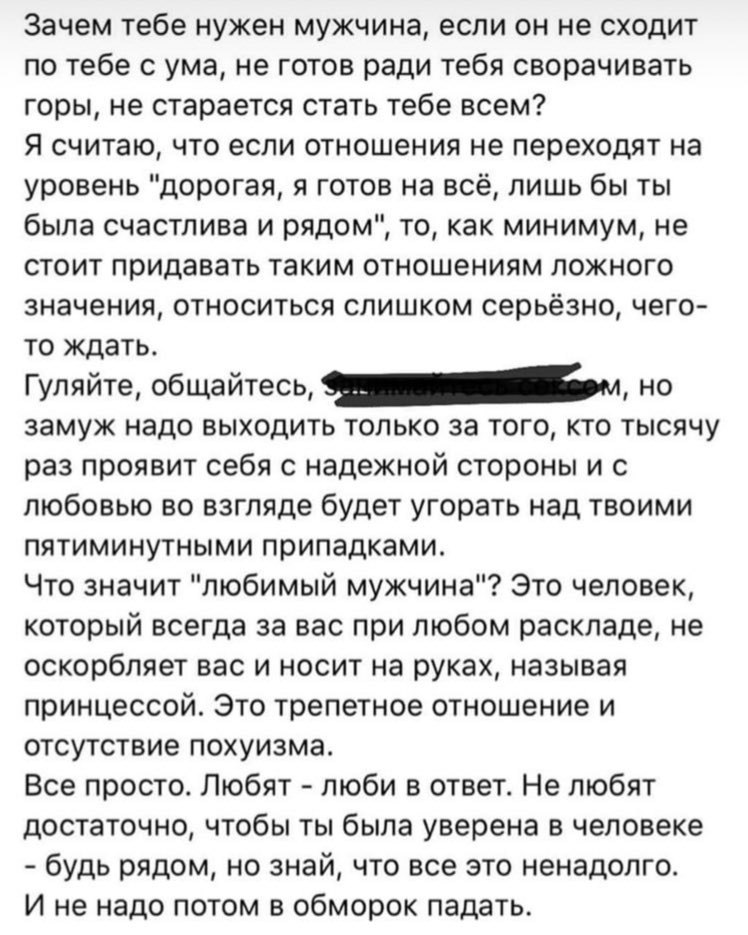 Зачем тебе нужен мужчина, если он не сходит
по тебе с ума, не готов ради тебя сворачивать
горы, не старается стать тебе всем?
Я считаю, что если отношения не переходят на
уровень "дорогая, я готов на всё, лишь бы ты
была счастлива и рядом", то, как минимум, не
стоит придавать таким отношениям ложного
значения, относиться слишком серьёзно, чего-
то ждать.
Гуляйте, общайтесь, занимайтесь сексом, но
замуж надо выходить только за того, кто тысячу
раз проявит себя с надежной стороны и с
любовью во взгляде будет угорать над твоими
пятиминутными припадками.
Что значит "любимый мужчина"? Это человек,
который всегда за вас при любом раскладе, не
оскорбляет вас и носит на руках, называя
принцессой. Это трепетное отношение и
отсутствие похуизма.
Все просто. Любят - люби в ответ. Не любят
достаточно, чтобы ты была уверена в человеке
- будь рядом, но знай, что все это ненадолго.
И не надо потом в обморок падать.